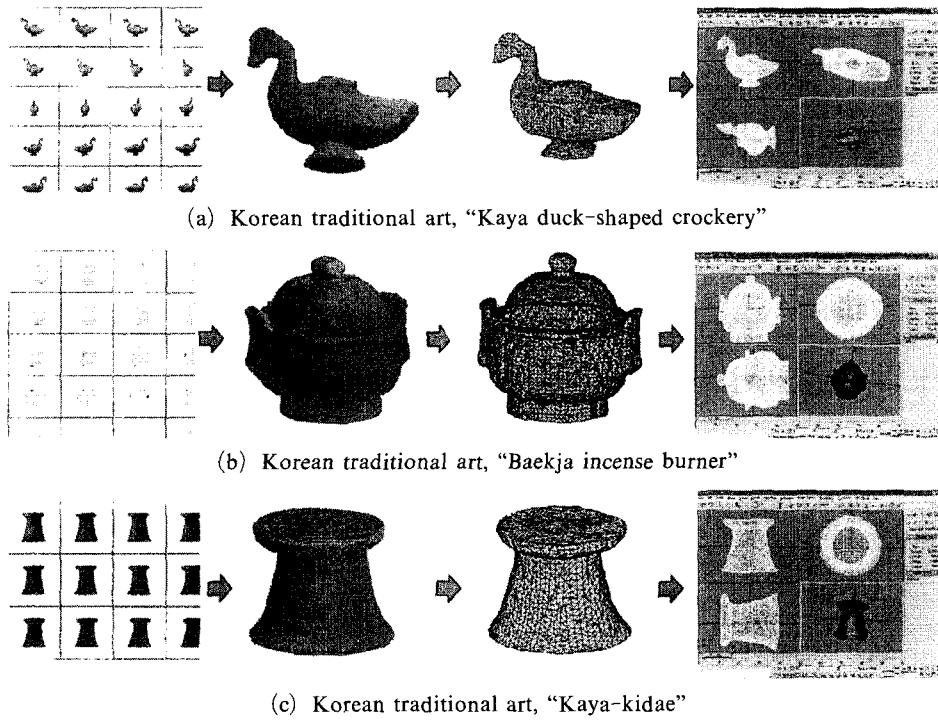 (a) Korean traditional art, “Kaya duck-shaped crockery”
(b) Korean traditional art, “Baekja incense burner”
(c) Korean traditional art, “Kaya-kidae”